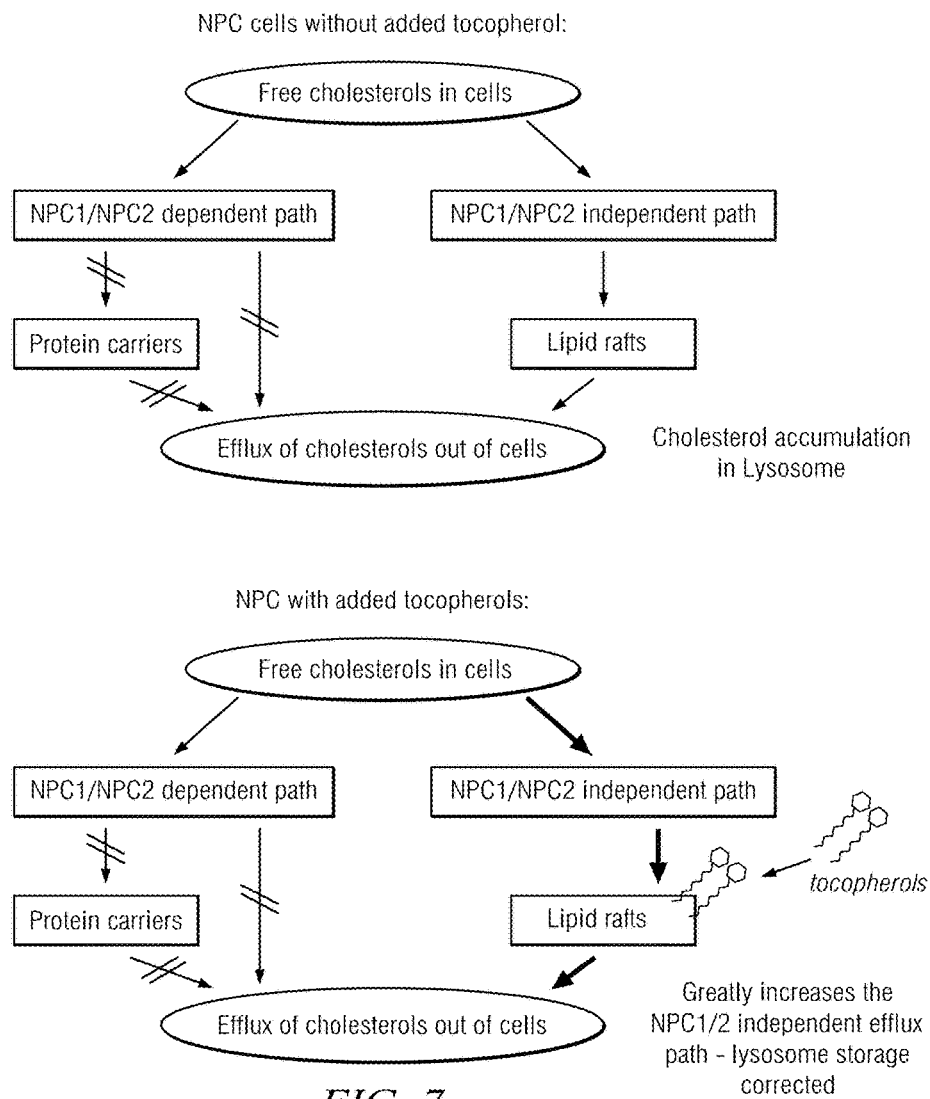 NPC cells without added tocopherol:
Free cholesterols in cells
NPC1/NPC2 dependent path
NPC1/NPC2 independent path
Protein carriers
Lipid rafts
Efflux of cholesterols out of cells
Cholesterol accumulation
in Lysosome
NPC with added tocopherols:
Free cholesterols in cells
NPC1/NPC2 dependent path
NPC1/NPC2 independent path
tocopherols
Protein carriers
Lipid rafts
Efflux of cholesterols out of cells
Greatly increases the
NPC1/2 independent efflux
path - lysosome storage
corrected
FIG. 7